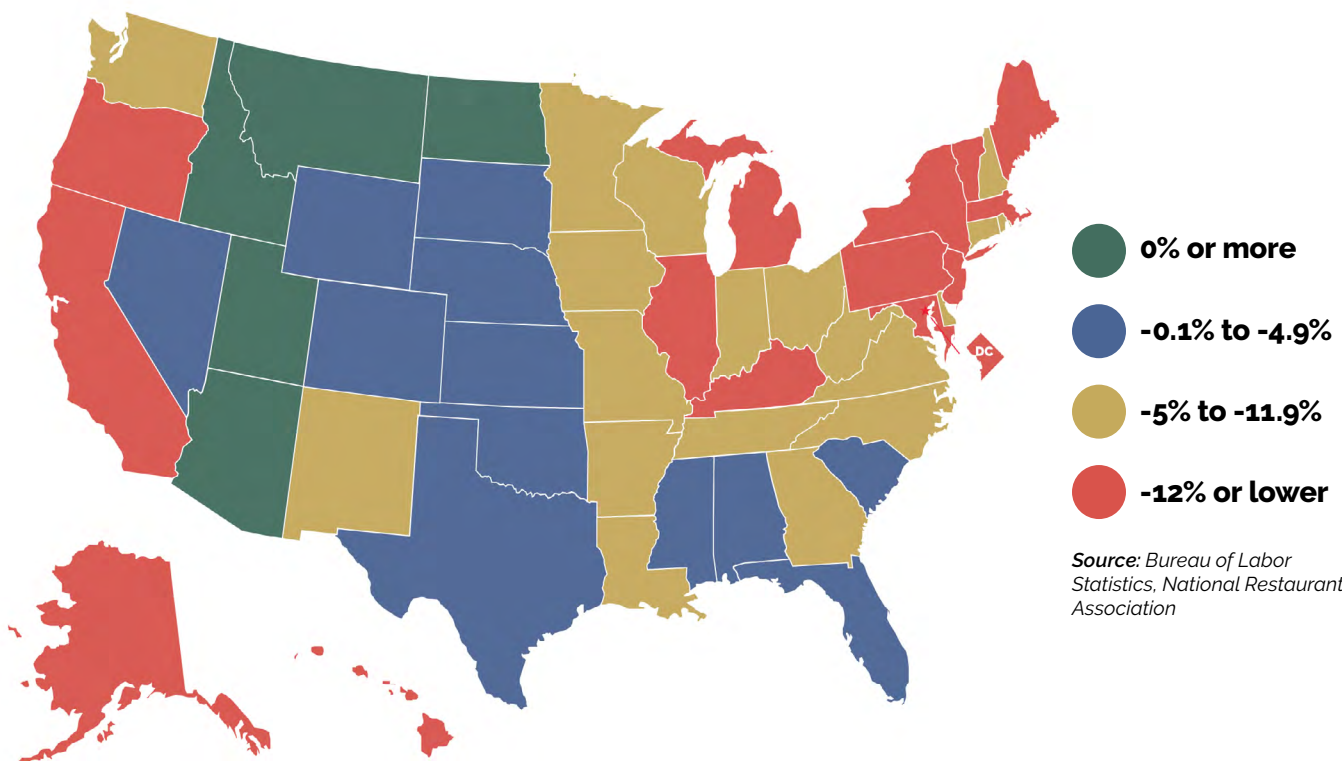 0% or more
-0.1% to -4.9%
DC
-5% to -11.9%
-12% or lower
Source: Bureau of Labor
Statistics, National Restaurant
Association